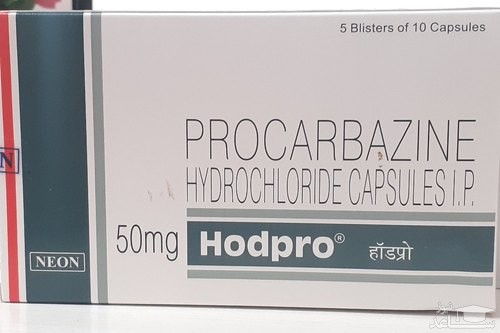 5 Blisters of 10 Capsules
PROCARBAZINE
HYDROCHLORIDE CAPSULES I.P.
50mg Hodpro® हॉडप्रो
NEON